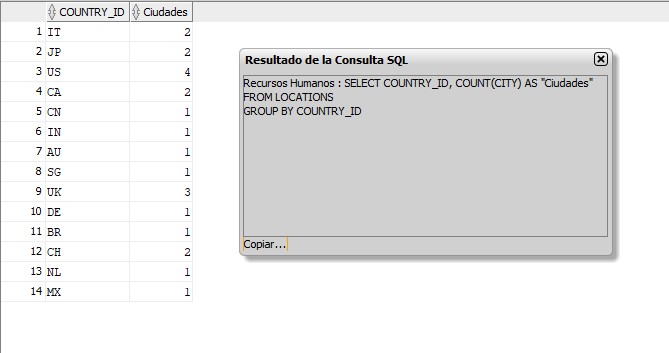 COUNTRY_ID Ciudades
1 IT 2
2 JP 2
3 US 4
4 CA 2
5 CN 1
6 IN 1
7 AU 1
8 SG 1
9 UK 3
10 DE 1
11 BR 1
12 CH 2
13 NL 1
14 MX 1
Resultado de la Consulta SQL
Recursos Humanos : SELECT COUNTRY_ID, COUNT(CITY) AS "Ciudades"
FROM LOCATIONS
GROUP BY COUNTRY_ID
Copiar...